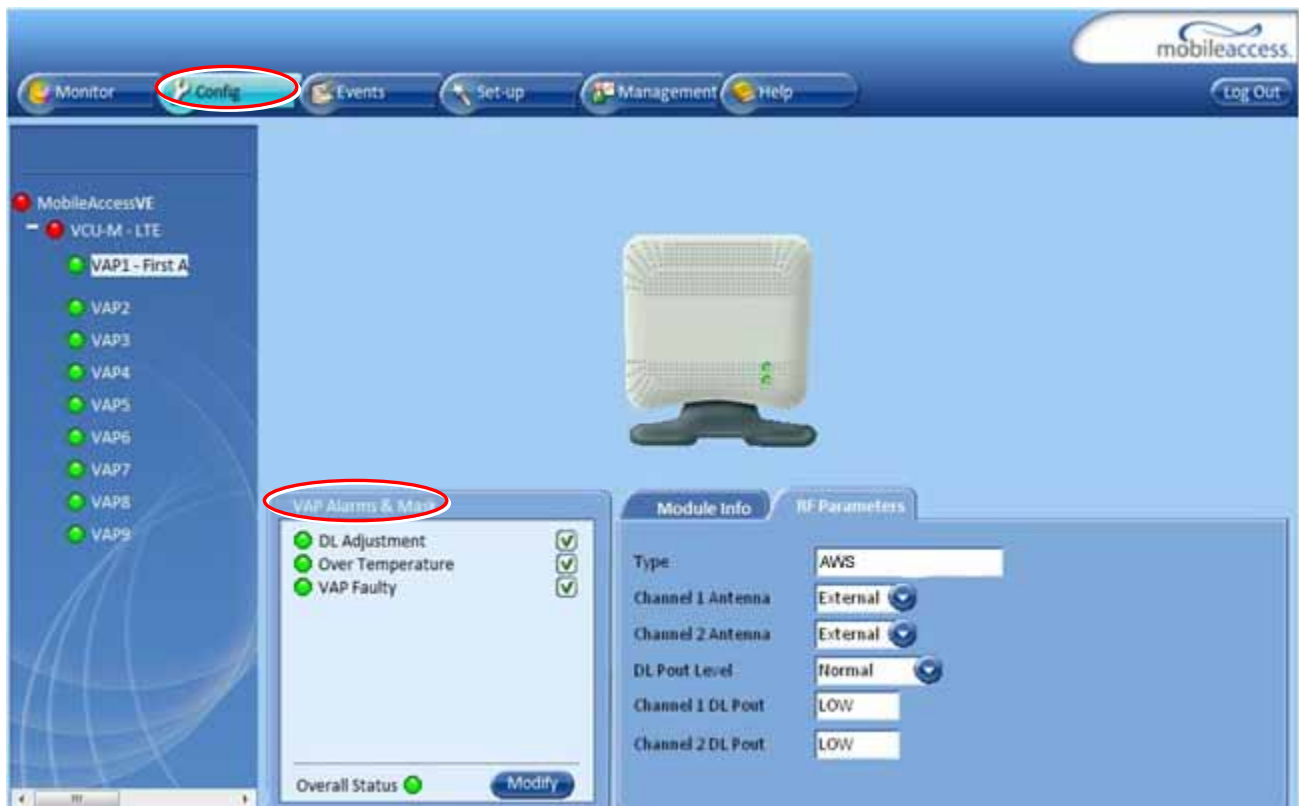 mobileaccess.
Monitor
Config
Events
Set-up
Management
Help
Log Out
MobileAccessVE
VCU-M - LTE
VAP1 - First A
VAP2
VAP3
VAP4
VAP5
VAP6
VAP7
VAP8
VAP9
VAP Alarms & Mask
DL Adjustment
Over Temperature
VAP Faulty
Overall Status
Modify
Module Info
RF Parameters
Type AWS
Channel 1 Antenna External
Channel 2 Antenna External
DL Pout Level Normal
Channel 1 DL Pout LOW
Channel 2 DL Pout LOW